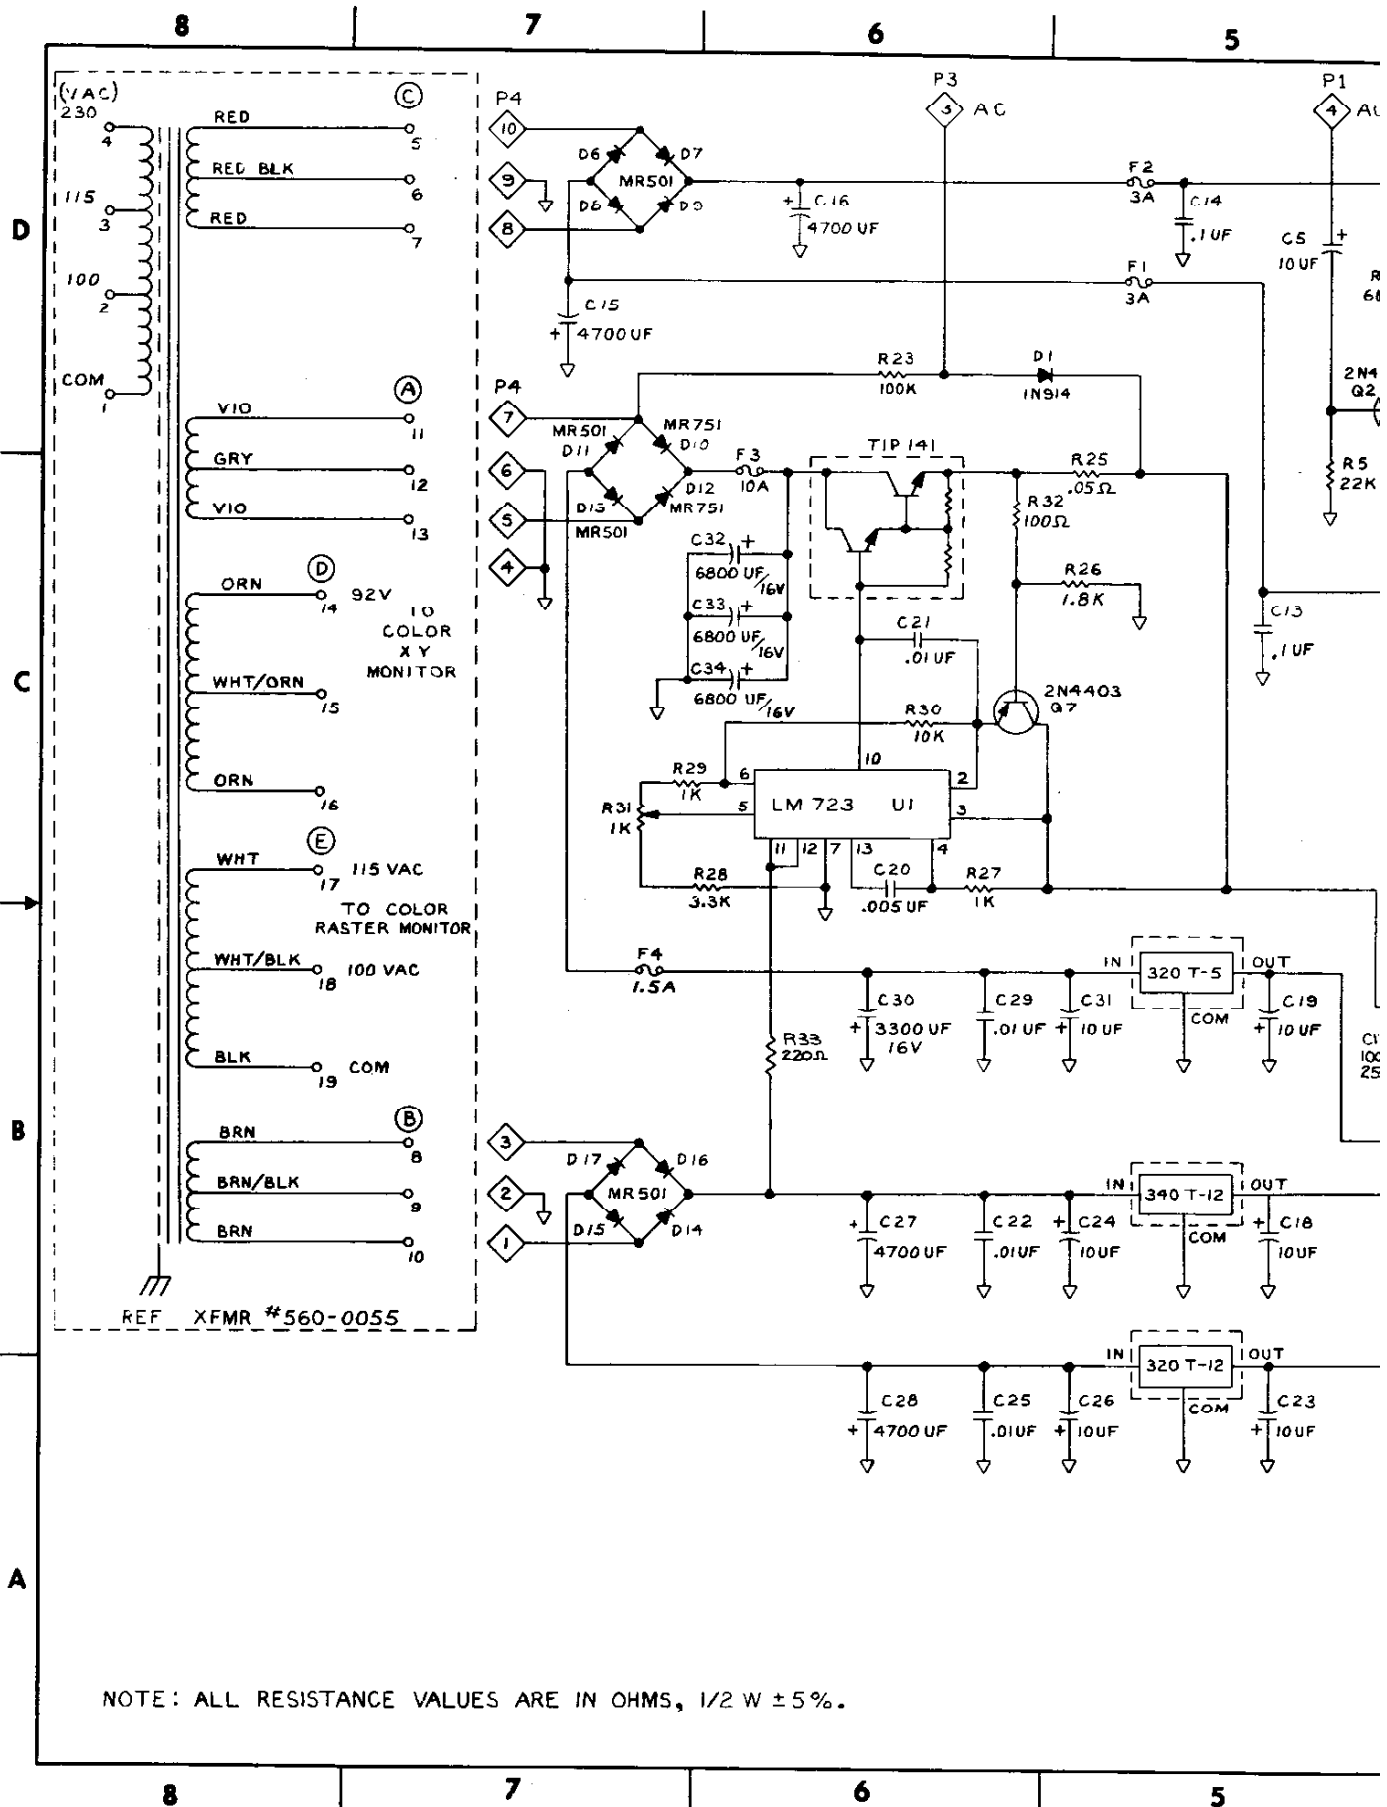 8 7 6 5
D
C
B
A
(VAC)
230
4
115
3
100
2
COM
1
RED
C
5
RED BLK
6
RED
7
VIO
A
11
GRY
12
VIO
13
ORN
D
14
92V
TO
COLOR
X Y
MONITOR
WHT/ORN
15
ORN
16
WHT
E
17
115 VAC
TO COLOR
RASTER MONITOR
WHT/BLK
18
100 VAC
BLK
19
COM
BRN
B
8
BRN/BLK
9
BRN
10
REF XFMR #560-0055
P4
10
9
8
D6
D7
MR501
D8
D9
C16
+
4700 UF
C15
+ 4700 UF
P3
3
AC
F2
3A
C14
.1UF
F1
3A
P1
4
C5
+
10 UF
2N4
Q2
R5
22K
P4
7
6
5
4
MR501
D11
MR751
D10
D13
MR501
D12
MR751
F3
10A
R23
100K
D1
1N914
TIP 141
R25
.05Ω
R32
100Ω
R26
1.8K
C32
+
6800 UF/16V
C33
+
6800 UF/16V
C34
+
6800 UF/16V
C21
.01UF
C13
.1UF
2N4403
Q7
R30
10K
R29
1K
R31
1K
6
5
10
2
3
LM 723 U1
11
12
7
13
4
R28
3.3K
C20
.005UF
R27
1K
F4
1.5A
R33
220Ω
C30
+
3300 UF
16V
C29
.01 UF
C31
+
10 UF
IN
320 T-5
OUT
COM
C19
+
10 UF
3
2
1
D17
D16
MR501
D15
D14
C27
+
4700UF
C22
.01UF
C24
+
10UF
IN
340 T-12
OUT
COM
C18
+
10UF
C28
+
4700 UF
C25
.01UF
C26
+
10UF
IN
320 T-12
OUT
COM
C23
+
10UF
NOTE: ALL RESISTANCE VALUES ARE IN OHMS, 1/2 W ±5%.
8 7 6 5